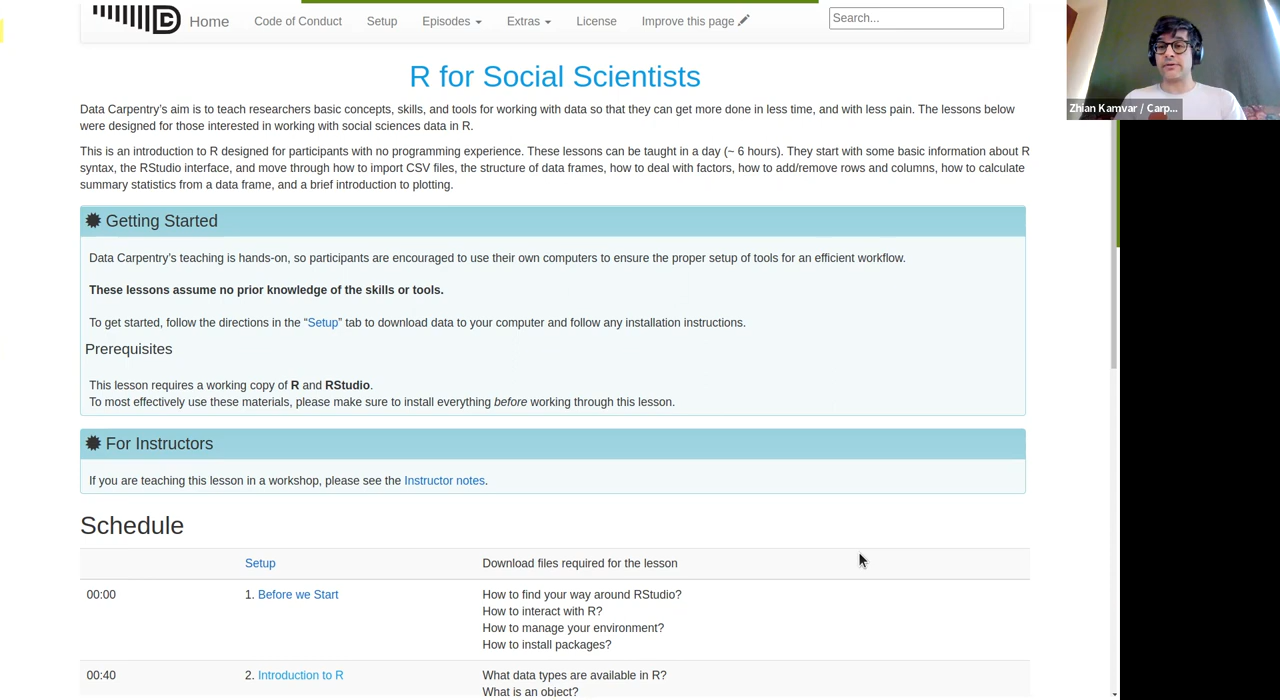 Home Code of Conduct Setup Episodes Extras License Improve this page Search...
Zhian Kamvar / Carp...
R for Social Scientists
Data Carpentry’s aim is to teach researchers basic concepts, skills, and tools for working with data so that they can get more done in less time, and with less pain. The lessons below
were designed for those interested in working with social sciences data in R.
This is an introduction to R designed for participants with no programming experience. These lessons can be taught in a day (~ 6 hours). They start with some basic information about R
syntax, the RStudio interface, and move through how to import CSV files, the structure of data frames, how to deal with factors, how to add/remove rows and columns, how to calculate
summary statistics from a data frame, and a brief introduction to plotting.
Getting Started
Data Carpentry’s teaching is hands-on, so participants are encouraged to use their own computers to ensure the proper setup of tools for an efficient workflow.
These lessons assume no prior knowledge of the skills or tools.
To get started, follow the directions in the “Setup” tab to download data to your computer and follow any installation instructions.
Prerequisites
This lesson requires a working copy of R and RStudio.
To most effectively use these materials, please make sure to install everything before working through this lesson.
For Instructors
If you are teaching this lesson in a workshop, please see the Instructor notes.
Schedule
Setup Download files required for the lesson
00:00 1. Before we Start How to find your way around RStudio?
How to interact with R?
How to manage your environment?
How to install packages?
00:40 2. Introduction to R What data types are available in R?
What is an object?